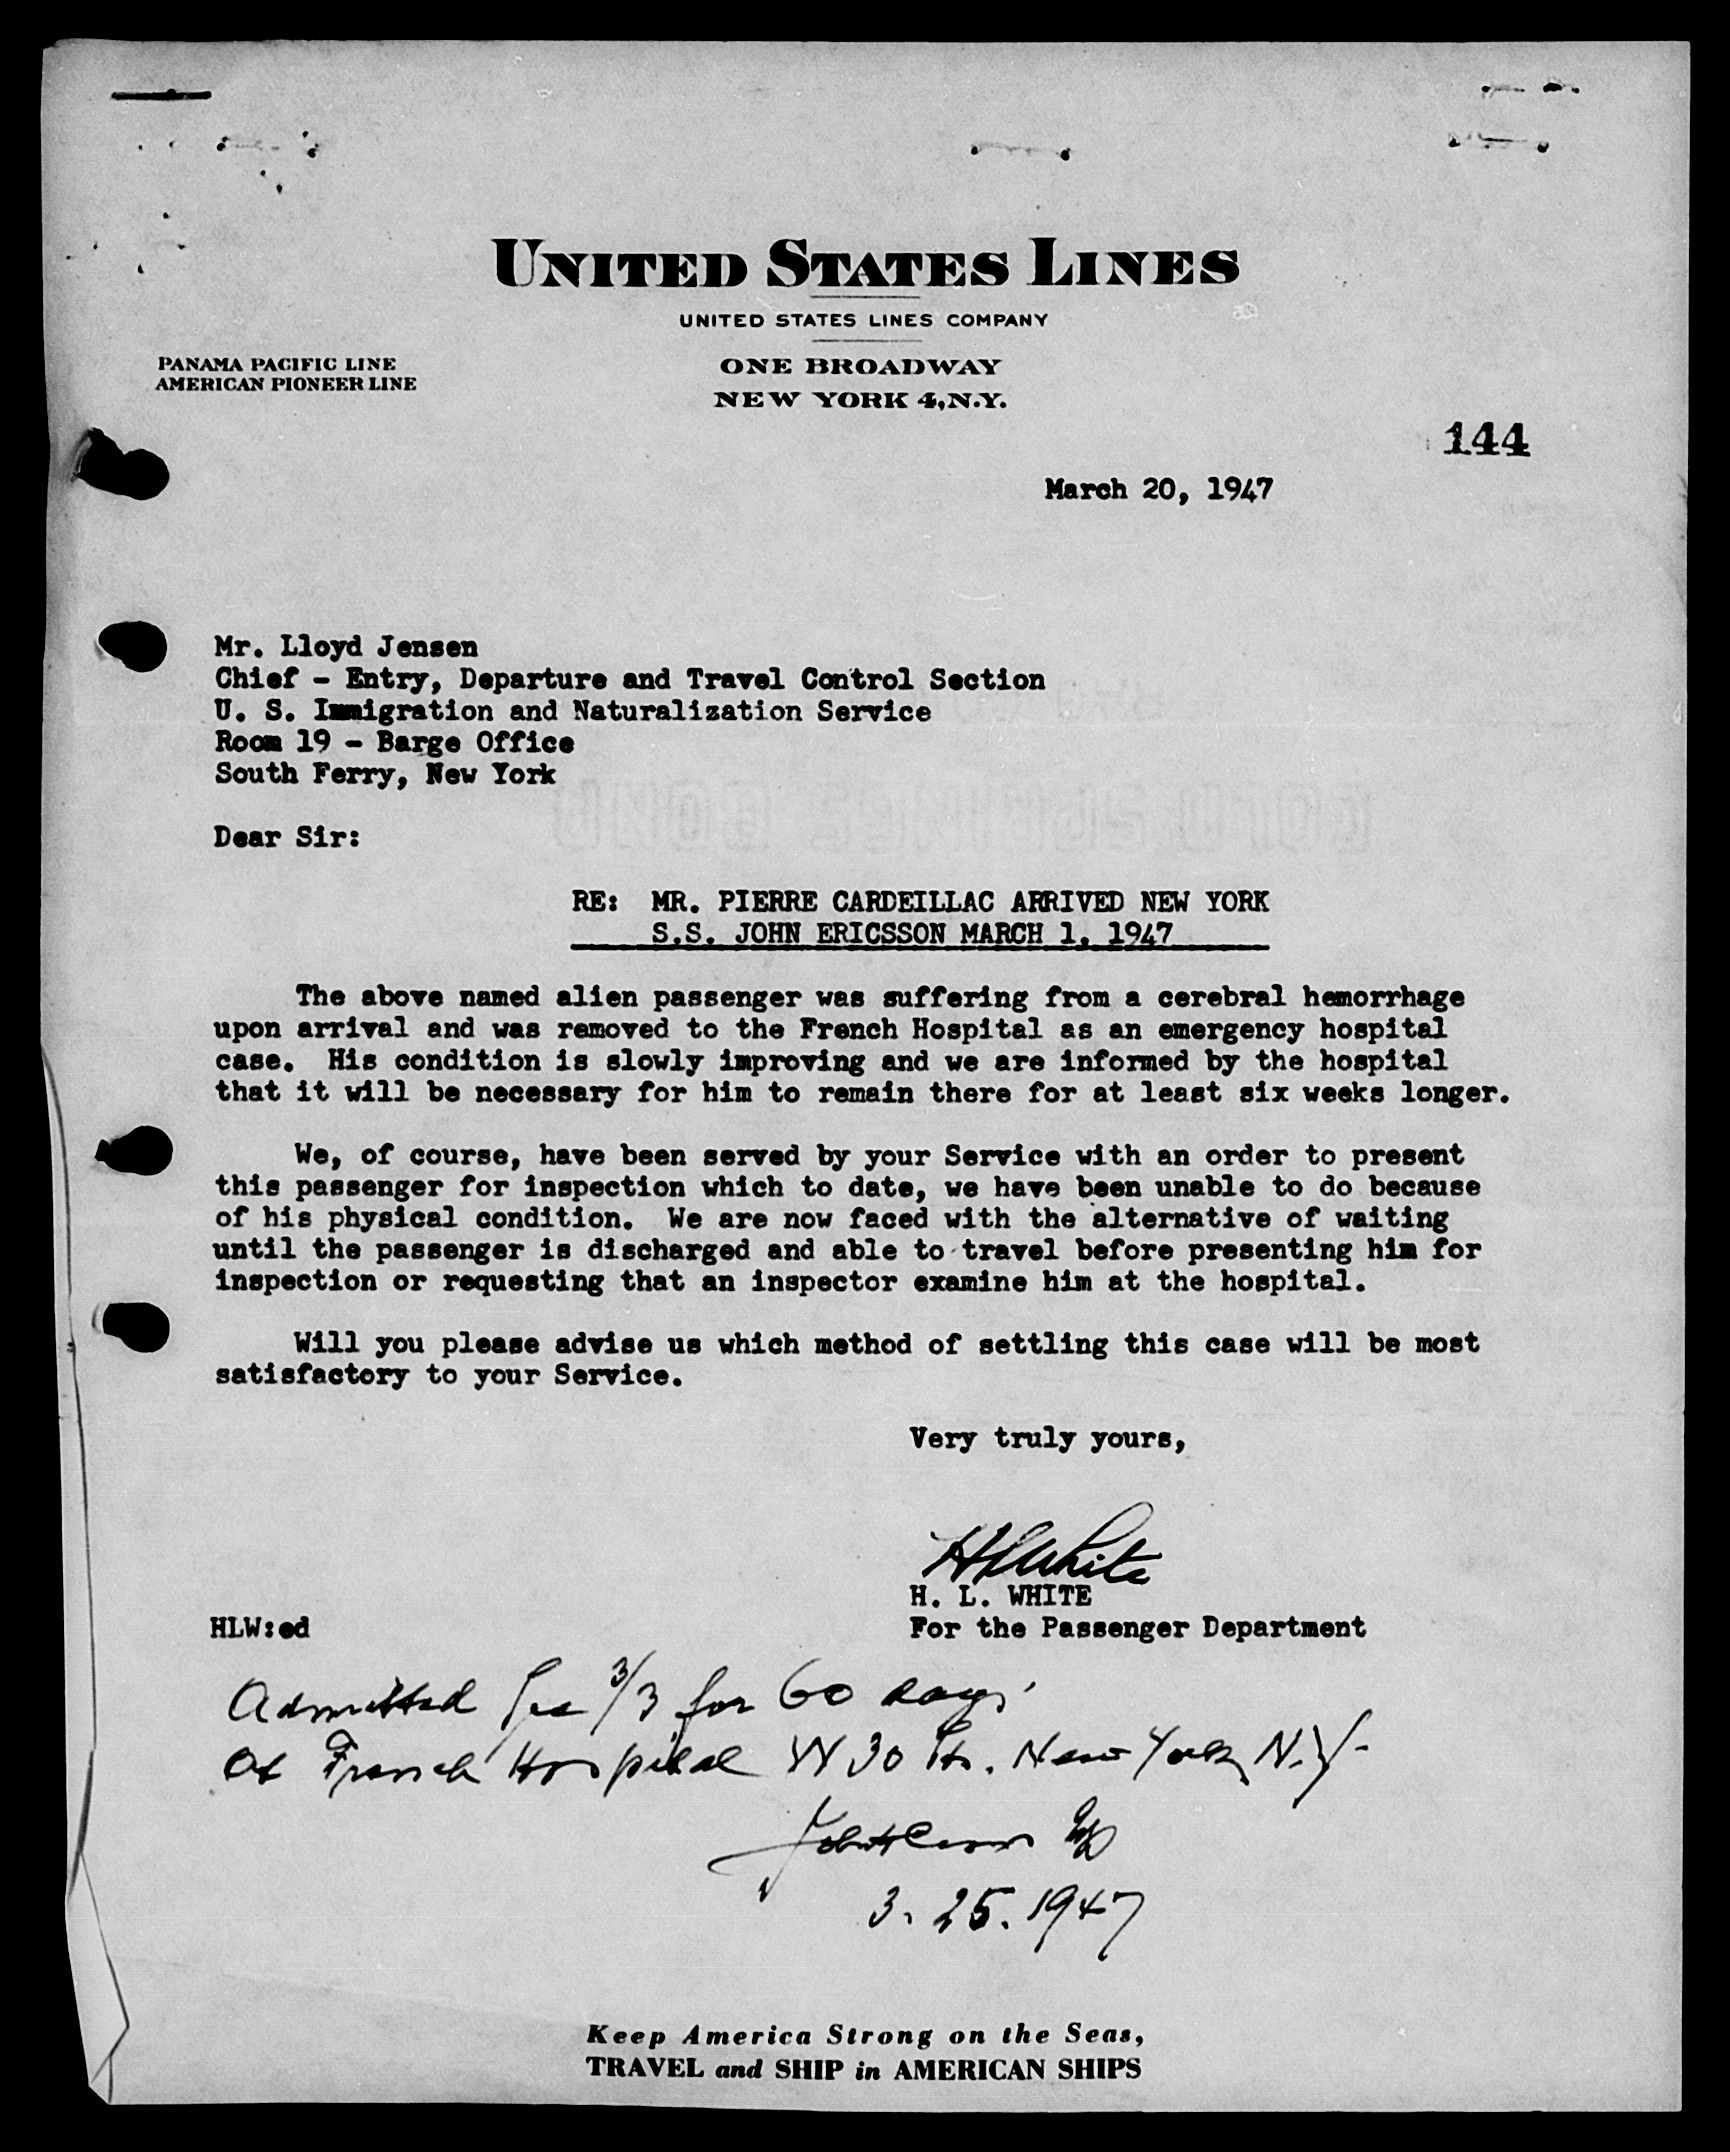 UNITED STATES LINES
UNITED STATES LINES COMPANY
PANAMA PACIFIC LINE
AMERICAN PIONEER LINE
ONE BROADWAY
NEW YORK 4, N.Y.
144
March 20, 1947
Mr. Lloyd Jensen
Chief - Entry, Departure and Travel Control Section
U. S. Immigration and Naturalization Service
Room 19 - Barge Office
South Ferry, New York
Dear Sir:
RE: MR. PIERRE CARDEILLAC ARRIVED NEW YORK
S.S. JOHN ERICSSON MARCH 1, 1947
The above named alien passenger was suffering from a cerebral hemorrhage
upon arrival and was removed to the French Hospital as an emergency hospital
case. His condition is slowly improving and we are informed by the hospital
that it will be necessary for him to remain there for at least six weeks longer.
We, of course, have been served by your Service with an order to present
this passenger for inspection which to date, we have been unable to do because
of his physical condition. We are now faced with the alternative of waiting
until the passenger is discharged and able to travel before presenting him for
inspection or requesting that an inspector examine him at the hospital.
Will you please advise us which method of settling this case will be most
satisfactory to your Service.
Very truly yours,
HLWhite
H. L. WHITE
HLW:ed
For the Passenger Department
Admitted Sec 3/3 for 60 days
At French Hospital W 30 St. New York N.Y.
3. 25. 1947
Keep America Strong on the Seas,
TRAVEL and SHIP in AMERICAN SHIPS